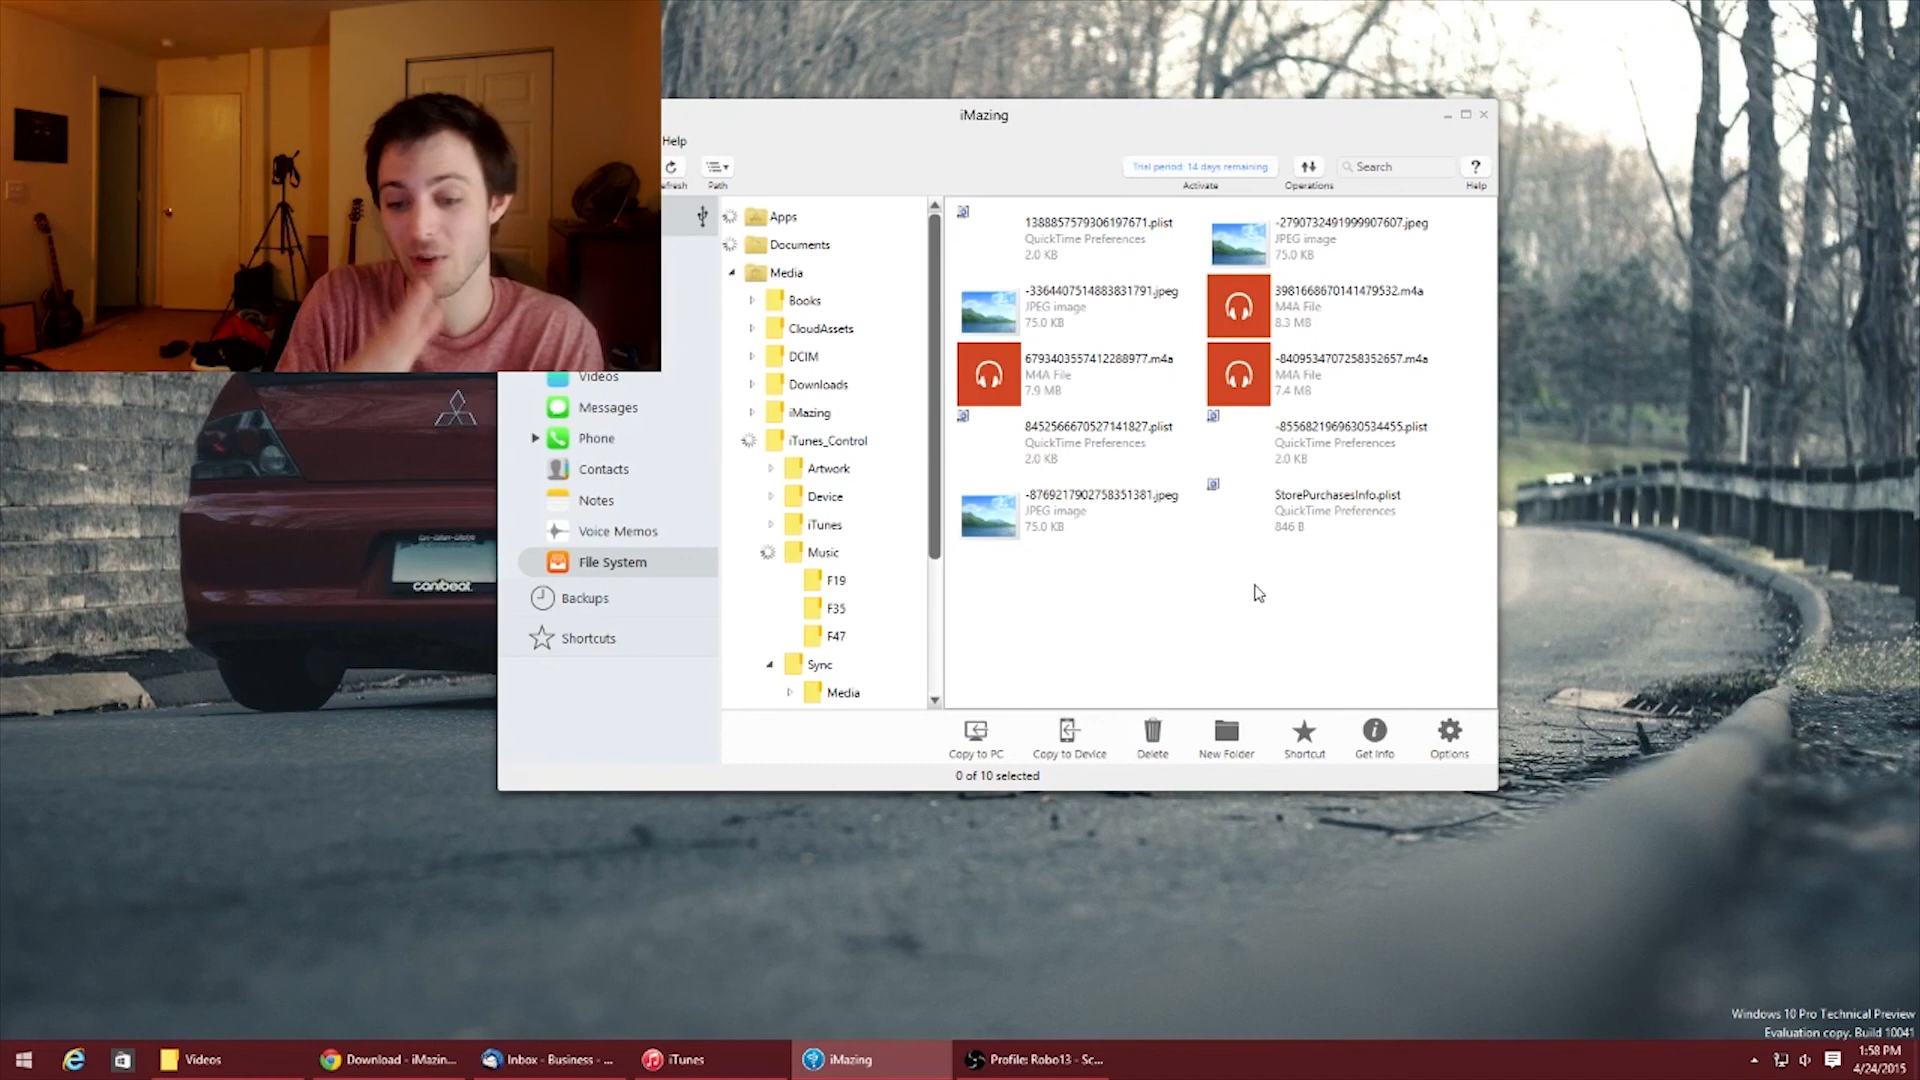 iMazing
Help
efresh
Path
Trial period: 14 days remaining
Activate
Operations
Search
?
Help
Videos
Messages
Phone
Contacts
Notes
Voice Memos
File System
Backups
Shortcuts
Apps
Documents
Media
Books
CloudAssets
DCIM
Downloads
iMazing
iTunes_Control
Artwork
Device
iTunes
Music
F19
F35
F47
Sync
Media
1388857579306197671.plist
QuickTime Preferences
2.0 KB
-2790732491999907607.jpeg
JPEG image
75.0 KB
-3364407514883831791.jpeg
JPEG image
75.0 KB
3981668670141479532.m4a
M4A File
8.3 MB
6793403557412288977.m4a
M4A File
7.9 MB
-8409534707258352657.m4a
M4A File
7.4 MB
8452566670527141827.plist
QuickTime Preferences
2.0 KB
-8556821969630534455.plist
QuickTime Preferences
2.0 KB
-8769217902758351381.jpeg
JPEG image
75.0 KB
StorePurchasesInfo.plist
QuickTime Preferences
846 B
Copy to PC
Copy to Device
Delete
New Folder
Shortcut
Get Info
Options
0 of 10 selected
canibeat
Windows 10 Pro Technical Preview
Evaluation copy. Build 10041
Videos
Download - iMazin...
Inbox - Business - ...
iTunes
iMazing
Profile: Robo13 - Sc...
1:58 PM
4/24/2015